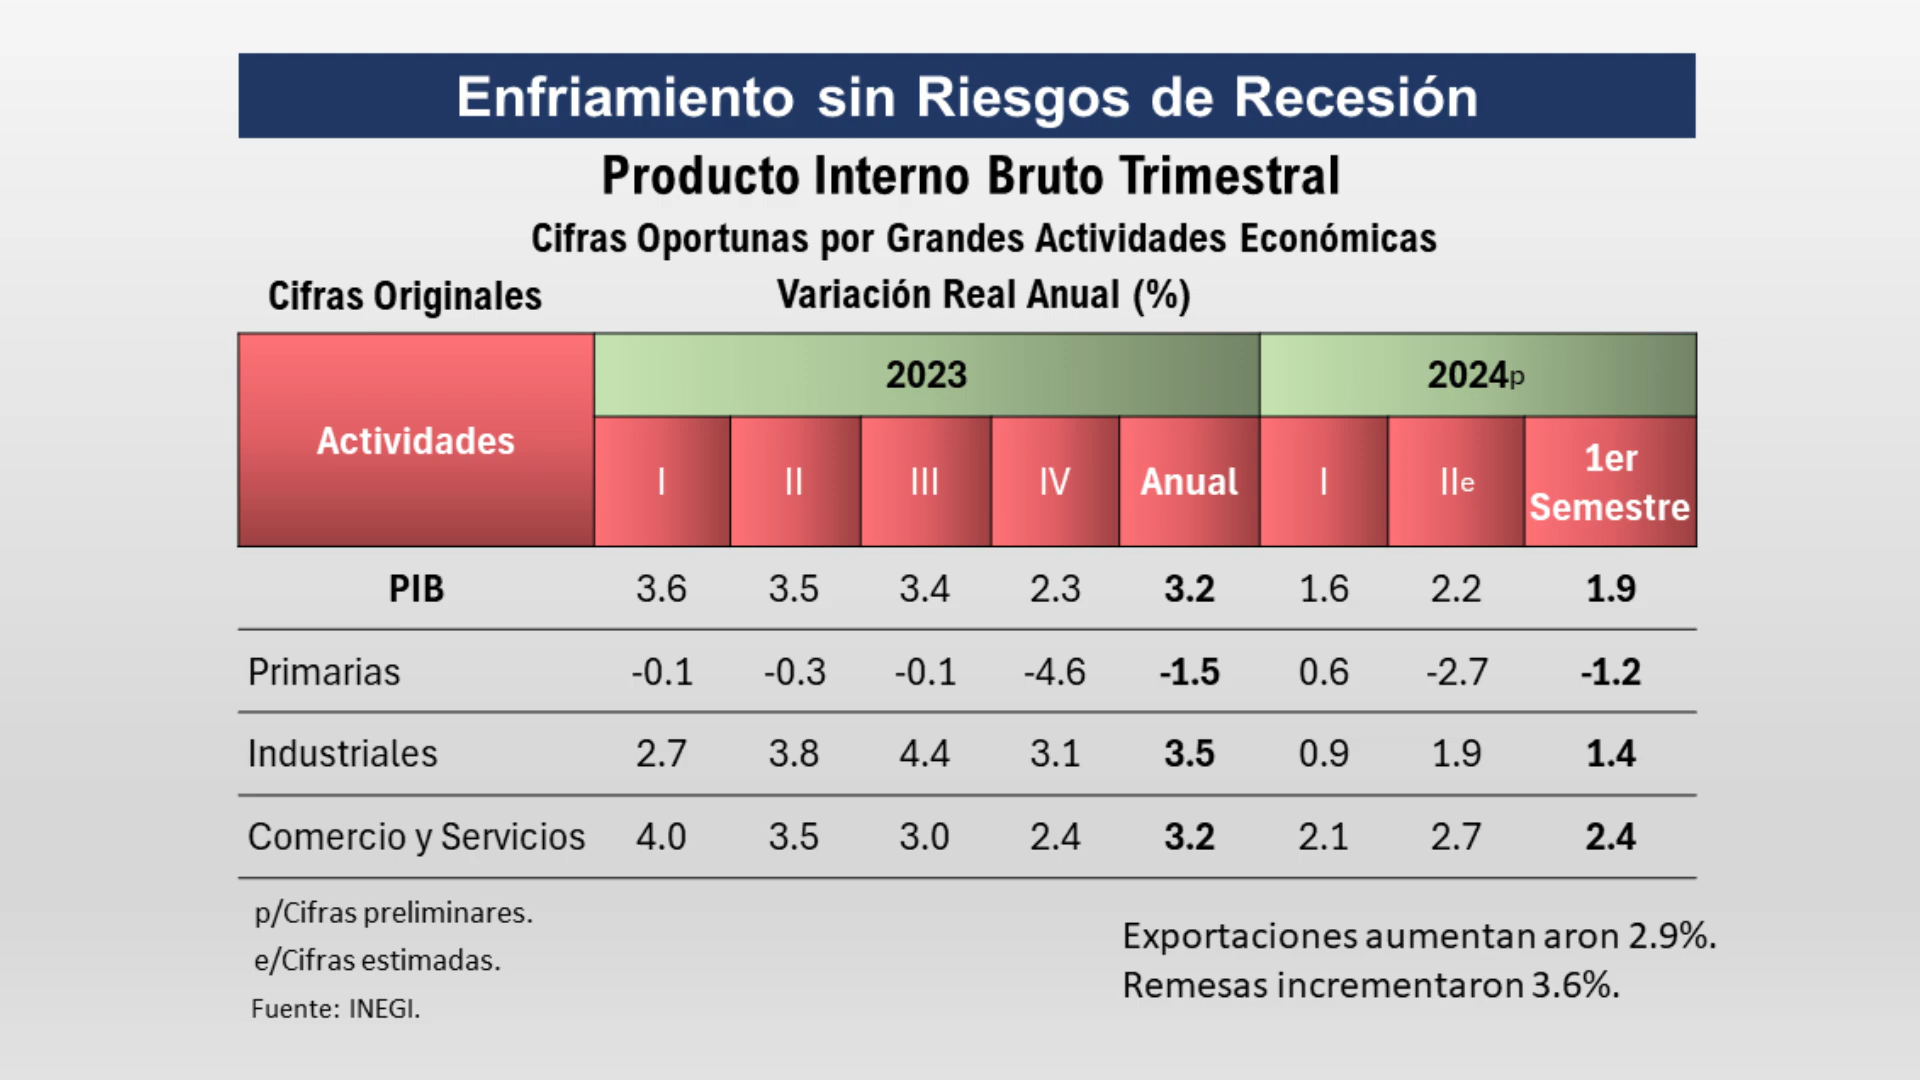 Enfriamiento sin Riesgos de Recesión
Producto Interno Bruto Trimestral
Cifras Oportunas por Grandes Actividades Económicas
Cifras Originales Variación Real Anual (%)
Actividades 2023 2024p
I II III IV Anual I IIe 1er Semestre
PIB 3.6 3.5 3.4 2.3 3.2 1.6 2.2 1.9
Primarias -0.1 -0.3 -0.1 -4.6 -1.5 0.6 -2.7 -1.2
Industriales 2.7 3.8 4.4 3.1 3.5 0.9 1.9 1.4
Comercio y Servicios 4.0 3.5 3.0 2.4 3.2 2.1 2.7 2.4
p/Cifras preliminares.
e/Cifras estimadas.
Fuente: INEGI.
Exportaciones aumentan aron 2.9%.
Remesas incrementaron 3.6%.